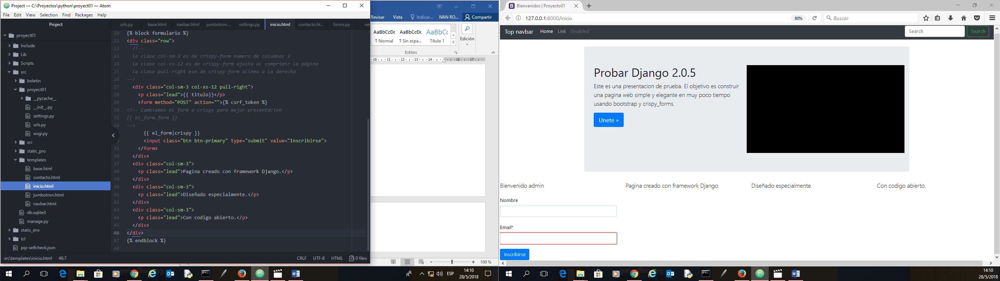 Project — C:\Proyectos\python\proyect01 — Atom
File Edit View Selection Find Packages Help
Project
proyect01
Include
Lib
Scripts
src
boletin
proyect01
__pycache__
__init__.py
settings.py
urls.py
wsgi.py
src
static_pro
templates
base.html
contacto.html
inicio.html
jumbotron.html
navbar.html
db.sqlite3
manage.py
static_env
tcl
pip-selfcheck.json
urls.py base.html navbar.html jumbotron.... settings.py inicio.html contacto.ht... forms.py vie
20 {% block formulario %}
21 <div class="row">
22 <!--
23 la clase col-sm-3 es de crispy-form numero de columnas 3
24 la clase col-xs-12 es de crispy-form ajusta al comprimir la página
25 la clase pull-right esn de crispy-form alinea a la derecha
26 -->
27 <div class="col-sm-3 col-xs-12 pull-right">
28 <p class="lead">{{ titulo}}</p>
29 <form method="POST" action="">{% csrf_token %}
30 <!-- Cambiamos el form a crispy para mejor presentacion
31 {{ el_form.form }}
32 -->
{{ el_form|crispy }}
<input class="btn btn-primary" type="submit" value="Inscribirse">
35 </form>
36 </div>
37 <div class="col-sm-3">
38 <p class="lead">Pagina creado con framework Django.</p>
39 </div>
40 <div class="col-sm-3">
41 <p class="lead">Diseñado especialmente.</p>
42 </div>
43 <div class="col-sm-3">
44 <p class="lead">Con codigo abierto.</p>
45 </div>
46 </div>
47 {% endblock %}
48
src\templates\inicio.html 46:7 CRLF UTF-8 HTML 0 files
Revisar Vista Indicar... IVAN RO... Compartir
AaBbCcDc AaBbCcDc AaBbCc
¶ Normal ¶ Sin espa... Título 1
Edición
Estilos
10 11 12 13 14 16 17
100 %
ESP
14:10
28/5/2018
Bienvenidos | Proyecto01
127.0.0.1:8000/inicio 80% Buscar
Top navbar Home Link Disabled Search Search
Probar Django 2.0.5
Este es una presentacion de prueba. El objetivo es construir
una pagina web simple y elegante en muy poco tiempo
usando bootstrap y crispy_forms.
Unete »
Bienvenido admin Pagina creado con framework Django. Diseñado especialmente. Con codigo abierto.
Nombre
Email*
Inscribirse
14:10
28/5/2018